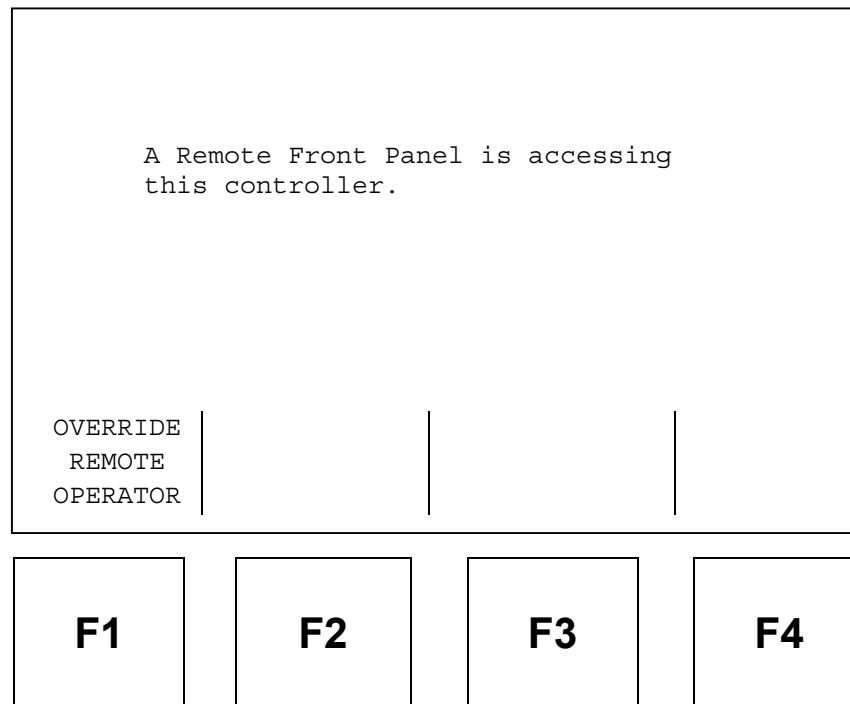 A Remote Front Panel is accessing
this controller.
OVERRIDE
REMOTE
OPERATOR
F1 F2 F3 F4